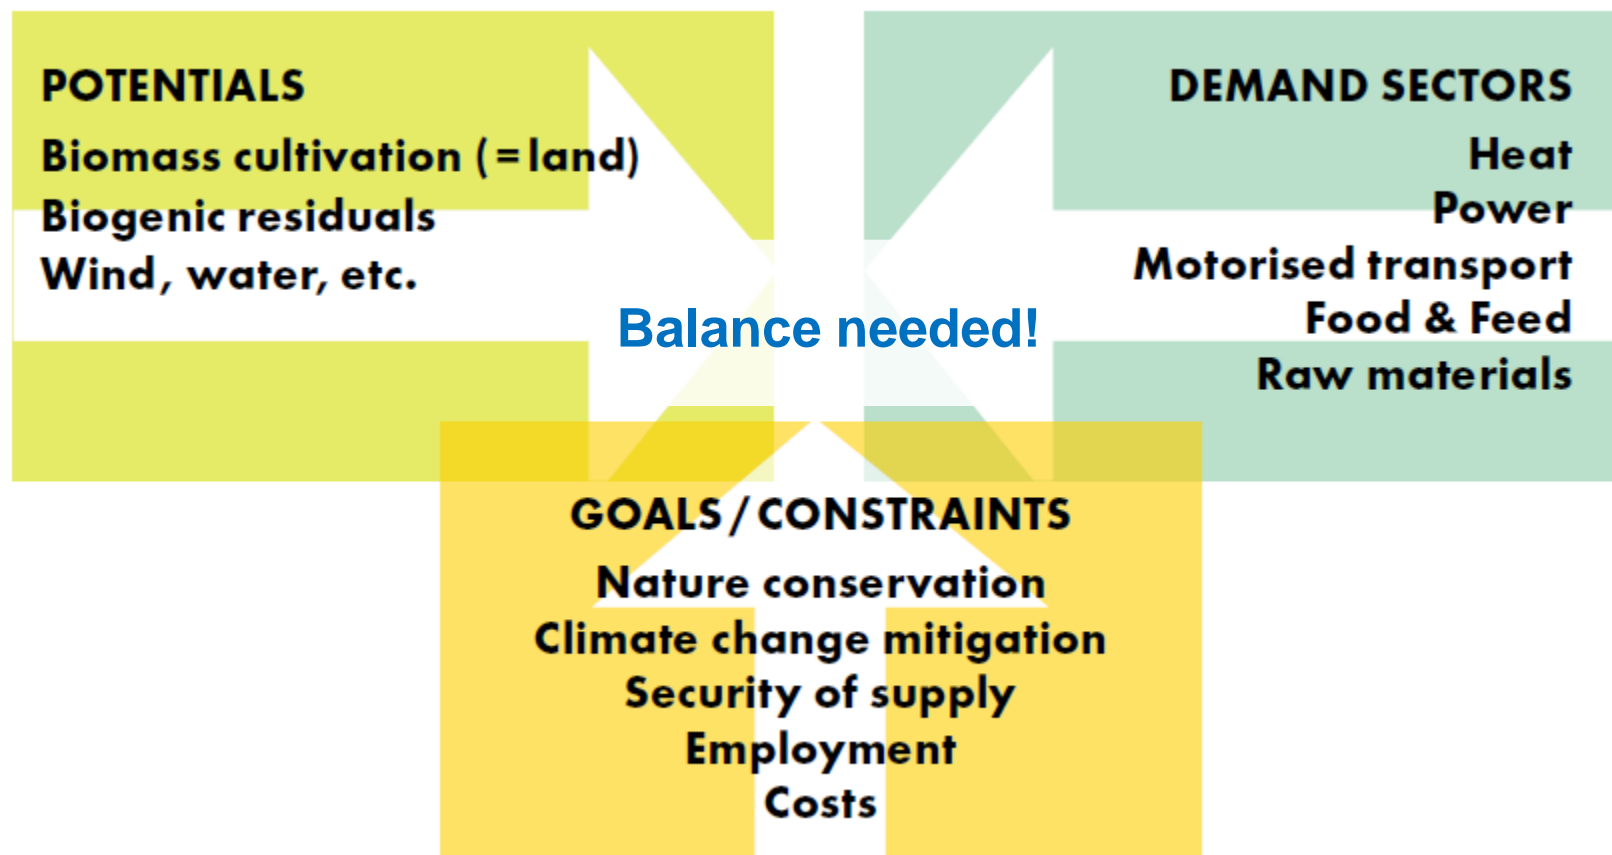 POTENTIALS
Biomass cultivation (=land)
Biogenic residuals
Wind, water, etc.
DEMAND SECTORS
Heat
Power
Motorised transport
Food & Feed
Raw materials
Balance needed!
GOALS/CONSTRAINTS
Nature conservation
Climate change mitigation
Security of supply
Employment
Costs